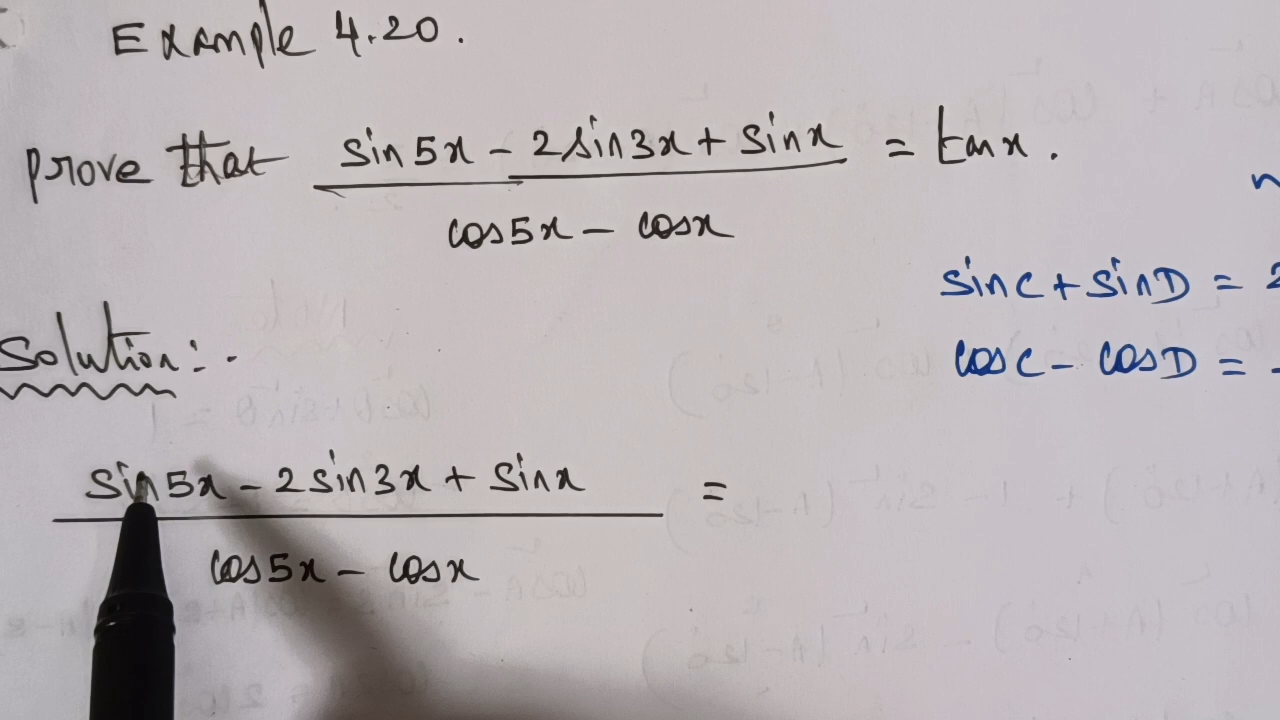 Example 4.20.
Prove that sin5x - 2sin3x + sinx = tanx.
cos5x - cosx
sinC + sinD = 2
cosC - cosD = -
Solution:-
sin5x - 2sin3x + sinx =
cos5x - cosx